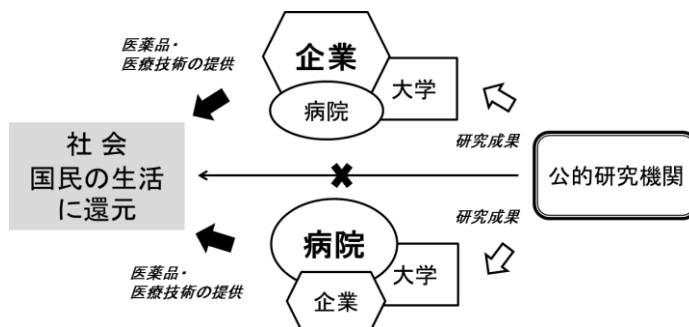 医薬品・
医療技術の提供
企業
病院
大学
研究成果
社 会
国民の生活
に還元
公的研究機関
研究成果
病院
大学
企業
医薬品・
医療技術の提供